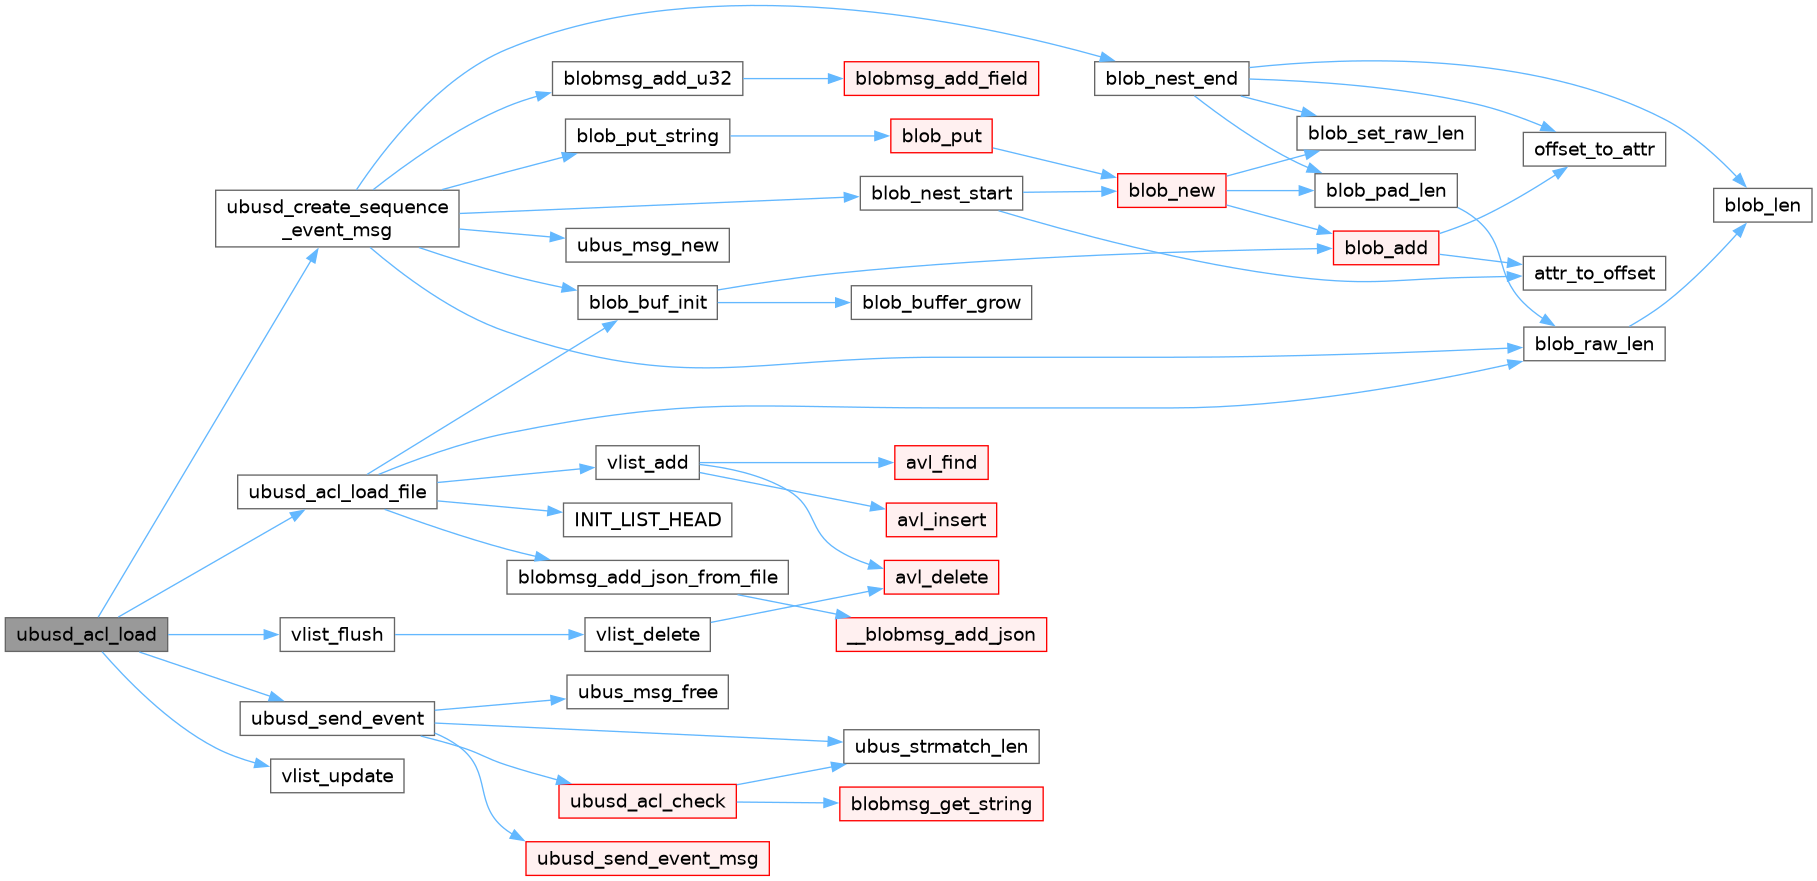 ubusd_acl_load
ubusd_create_sequence
_event_msg
ubusd_acl_load_file
vlist_flush
ubusd_send_event
vlist_update
blobmsg_add_u32
blob_put_string
ubus_msg_new
blob_buf_init
vlist_add
INIT_LIST_HEAD
blobmsg_add_json_from_file
vlist_delete
ubus_msg_free
ubusd_acl_check
ubusd_send_event_msg
blobmsg_add_field
blob_put
blob_nest_start
blob_buffer_grow
avl_find
avl_insert
avl_delete
__blobmsg_add_json
ubus_strmatch_len
blobmsg_get_string
blob_nest_end
blob_new
blob_set_raw_len
blob_pad_len
blob_add
offset_to_attr
attr_to_offset
blob_raw_len
blob_len